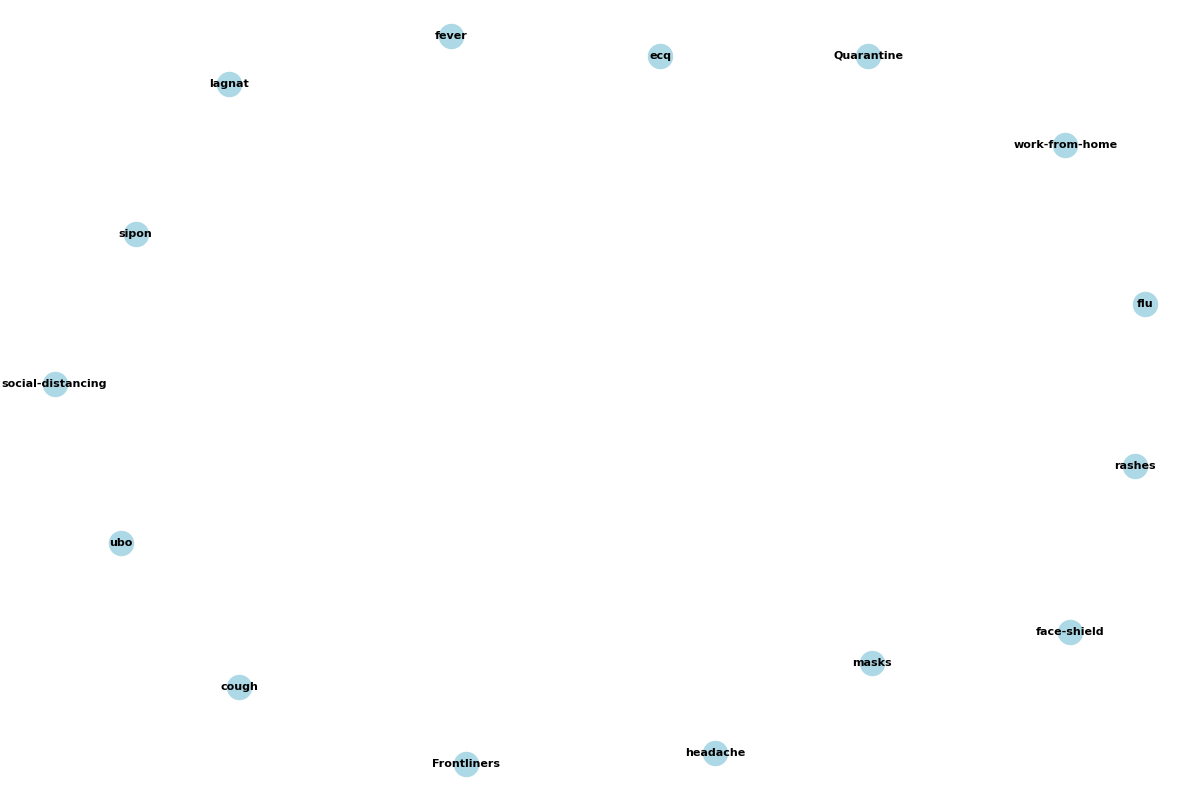 fever
ecq
Quarantine
lagnat
work-from-home
sipon
flu
social-distancing
rashes
ubo
face-shield
masks
cough
headache
Frontliners